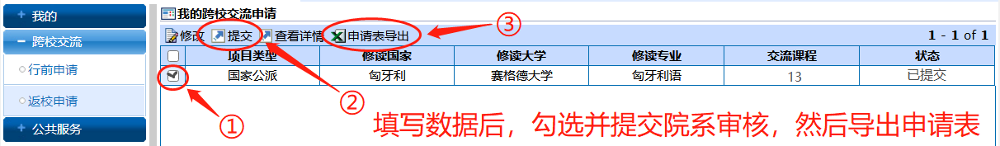 我的
跨校交流
行前申请
返校申请
公共服务
我的跨校交流申请
修改 提交 查看详情 申请表导出 1 - 1 of 1
项目类型 修读国家 修读大学 修读专业 交流课程 状态
国家公派 匈牙利 赛格德大学 匈牙利语 13 已提交
①
②
③
填写数据后，勾选并提交院系审核，然后导出申请表